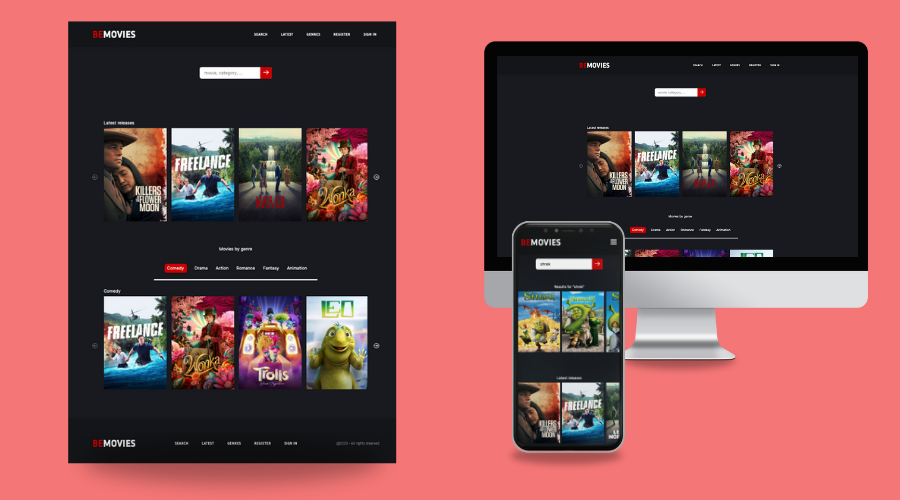 BEMOVIES
SEARCH LATEST GENRES REGISTER SIGN IN
movie, category, ...
Latest releases
KILLERS OF THE FLOWER MOON
FREELANCE
Wonka
Movies by genre
Comedy Drama Action Romance Fantasy Animation
Comedy
FREELANCE
Wonka
Trolls
LEO
BEMOVIES
SEARCH LATEST GENRES REGISTER SIGN IN
All rights reserved
BEMOVIES
SEARCH LATEST GENRES REGISTER SIGN IN
movie, category, ...
Latest releases
KILLERS OF THE FLOWER MOON
FREELANCE
Wonka
Movies by genre
Comedy Drama Action Romance Fantasy Animation
BEMOVIES
shrek
Results for "shrek"
Latest releases
KILLERS OF THE FLOWER MOON
FREELANCE